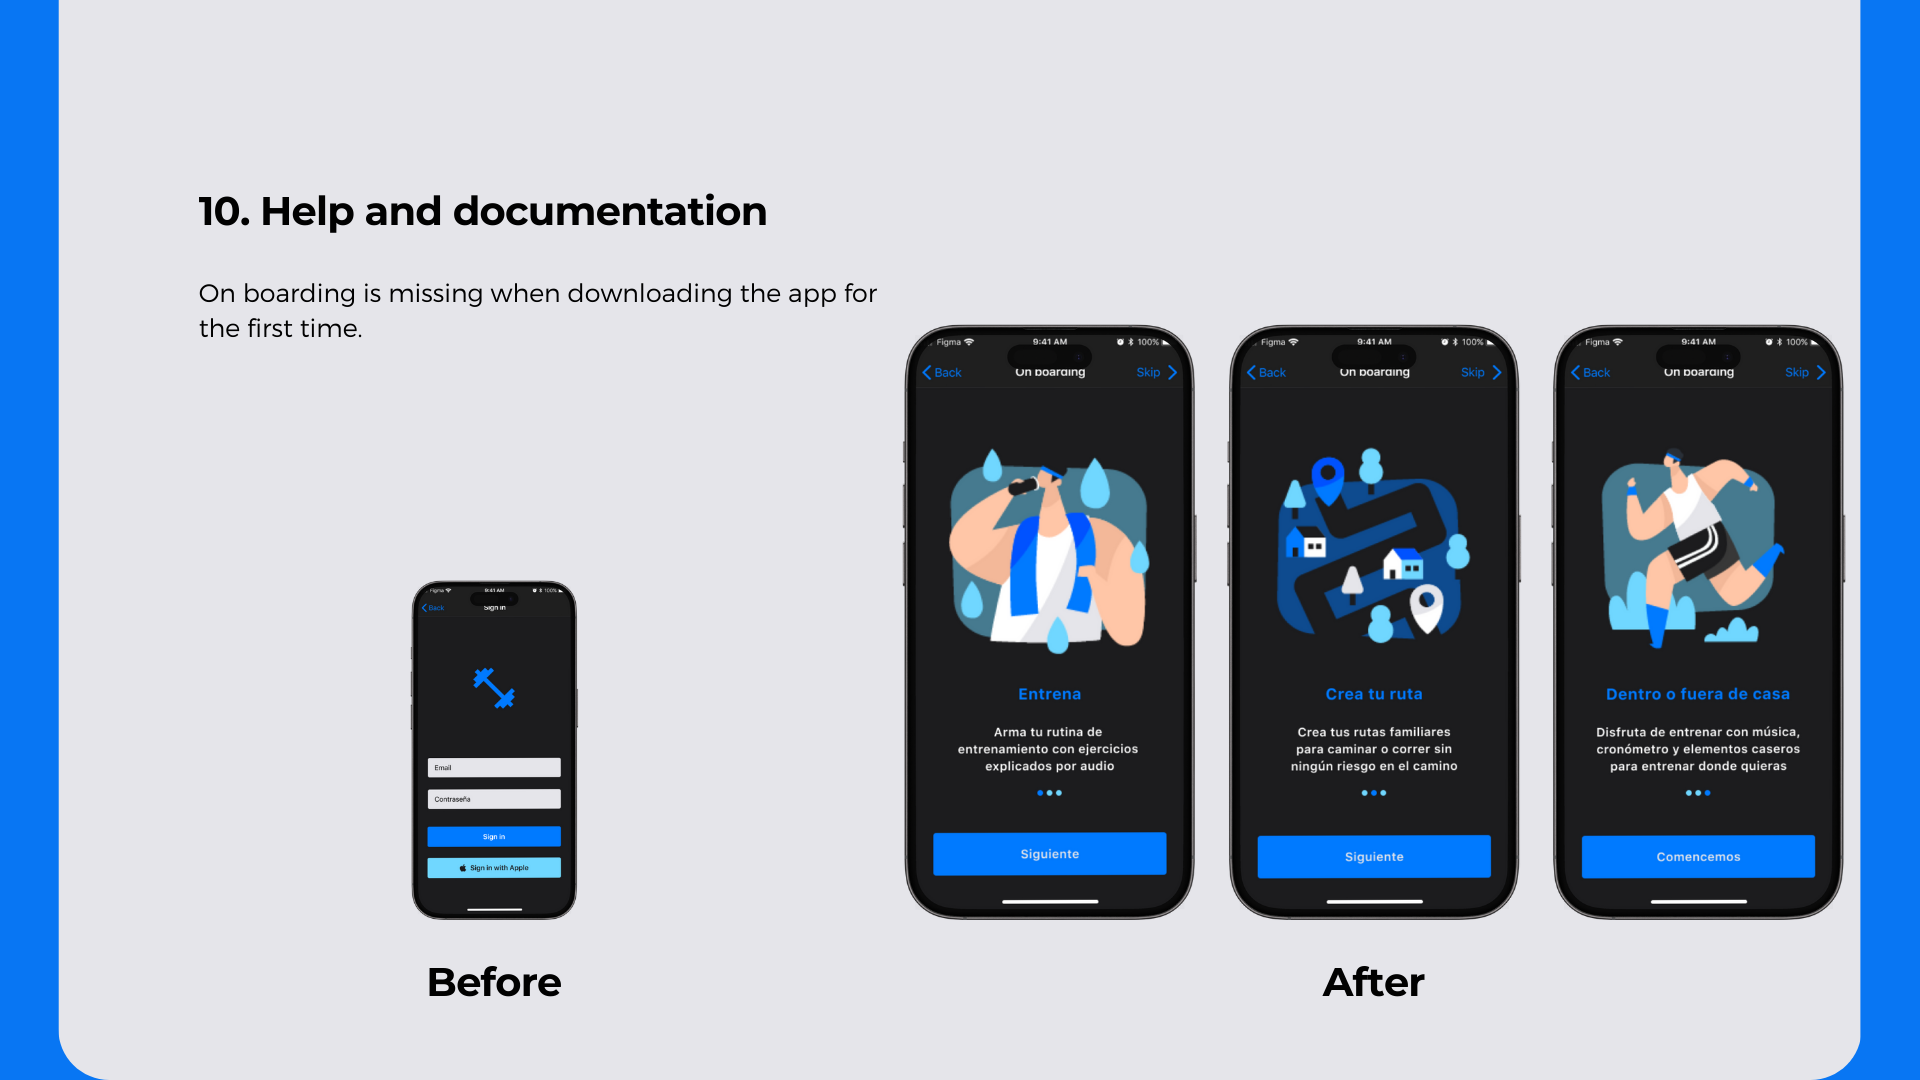 10. Help and documentation
On boarding is missing when downloading the app for
the first time.
Figma 9:41 AM 100%
Back Sign in
Email
Contraseña
Sign in
Sign in with Apple
Before
Figma 9:41 AM 100%
Back On boarding Skip
Entrena
Arma tu rutina de
entrenamiento con ejercicios
explicados por audio
Siguiente
Figma 9:41 AM 100%
Back On boarding Skip
Crea tu ruta
Crea tus rutas familiares
para caminar o correr sin
ningún riesgo en el camino
Siguiente
Figma 9:41 AM 100%
Back On boarding Skip
Dentro o fuera de casa
Disfruta de entrenar con música,
cronómetro y elementos caseros
para entrenar donde quieras
Comencemos
After